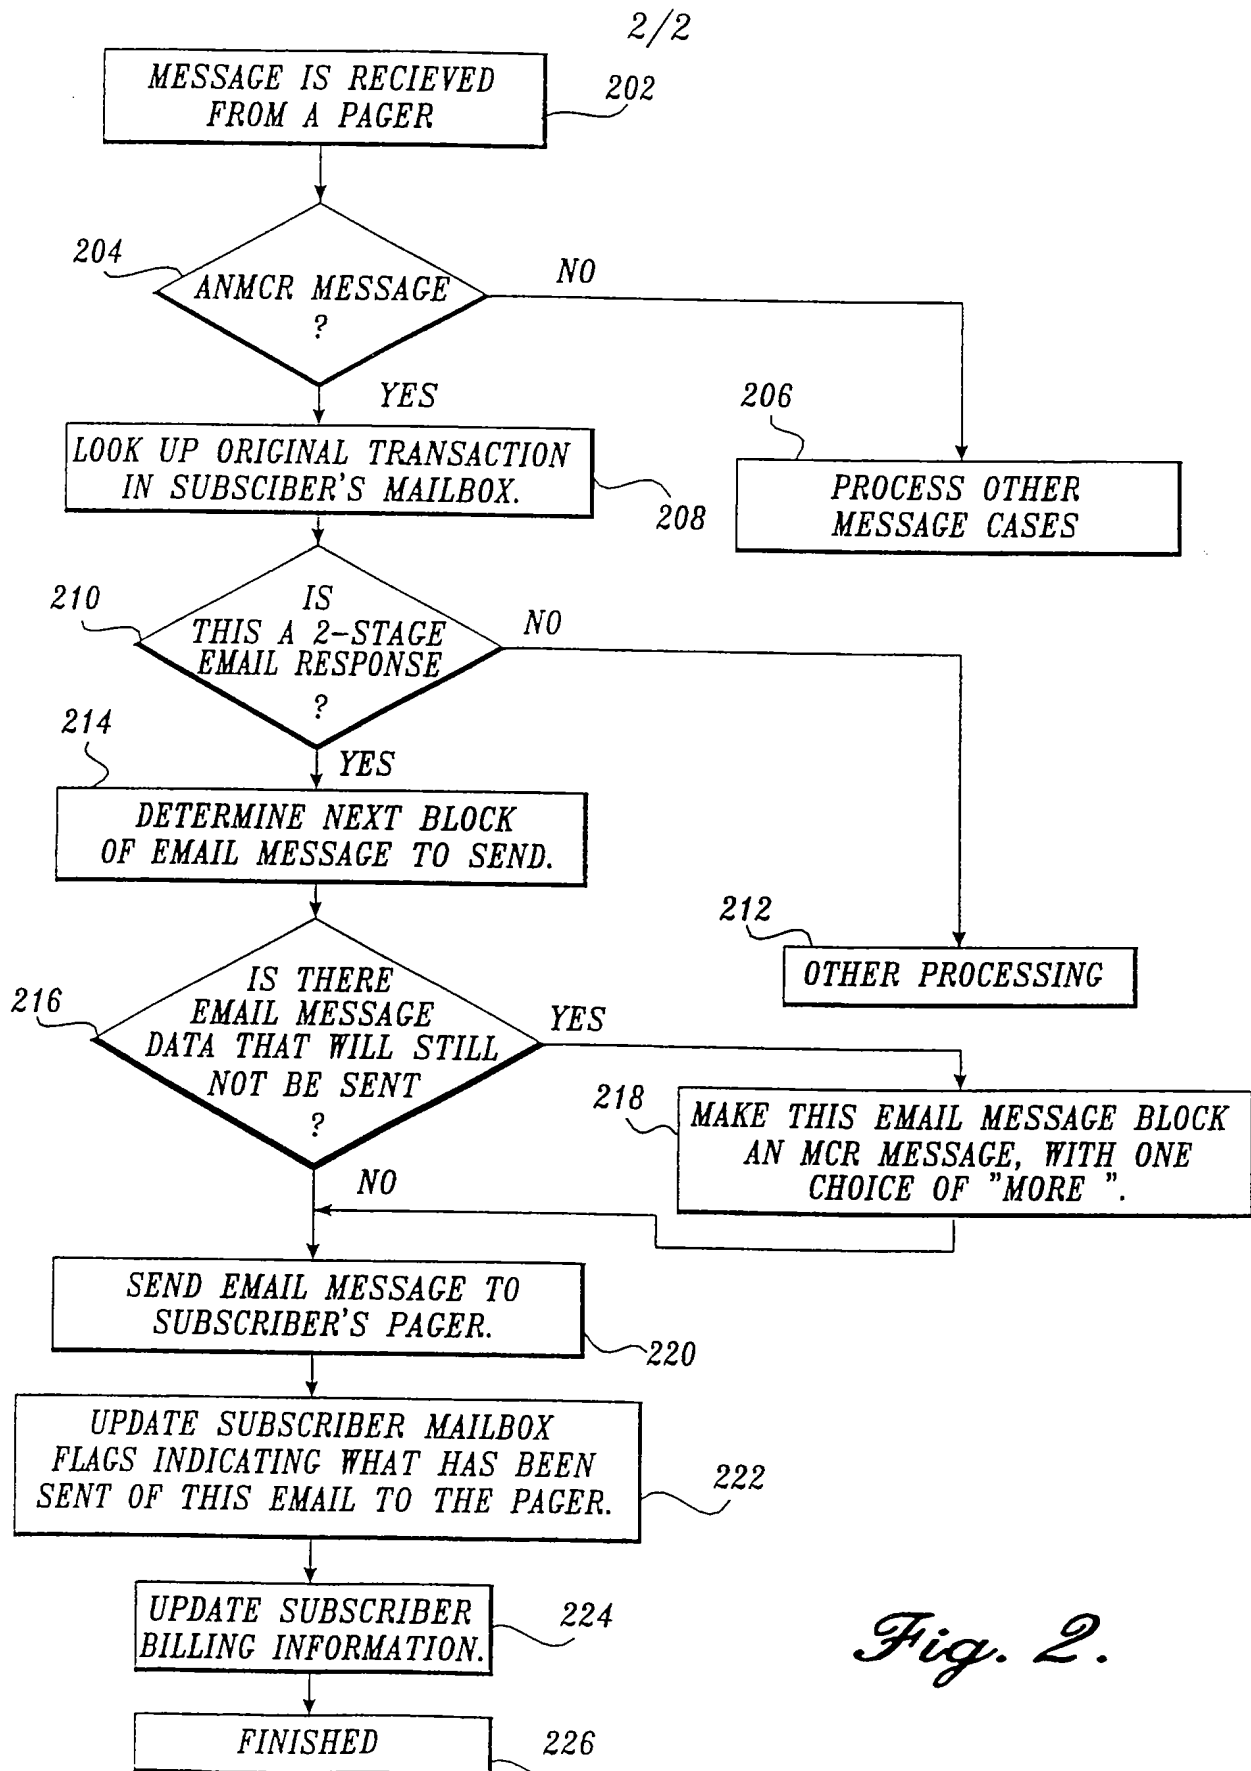 2/2
MESSAGE IS RECIEVED
FROM A PAGER
202
204
ANMCR MESSAGE
?
NO
YES
206
LOOK UP ORIGINAL TRANSACTION
IN SUBSCIBER'S MAILBOX.
208
PROCESS OTHER
MESSAGE CASES
210
IS
THIS A 2-STAGE
EMAIL RESPONSE
?
NO
YES
214
DETERMINE NEXT BLOCK
OF EMAIL MESSAGE TO SEND.
212
OTHER PROCESSING
216
IS THERE
EMAIL MESSAGE
DATA THAT WILL STILL
NOT BE SENT
?
YES
NO
218
MAKE THIS EMAIL MESSAGE BLOCK
AN MCR MESSAGE, WITH ONE
CHOICE OF "MORE ".
SEND EMAIL MESSAGE TO
SUBSCRIBER'S PAGER.
220
UPDATE SUBSCRIBER MAILBOX
FLAGS INDICATING WHAT HAS BEEN
SENT OF THIS EMAIL TO THE PAGER.
222
UPDATE SUBSCRIBER
BILLING INFORMATION.
224
FINISHED
226
Fig. 2.